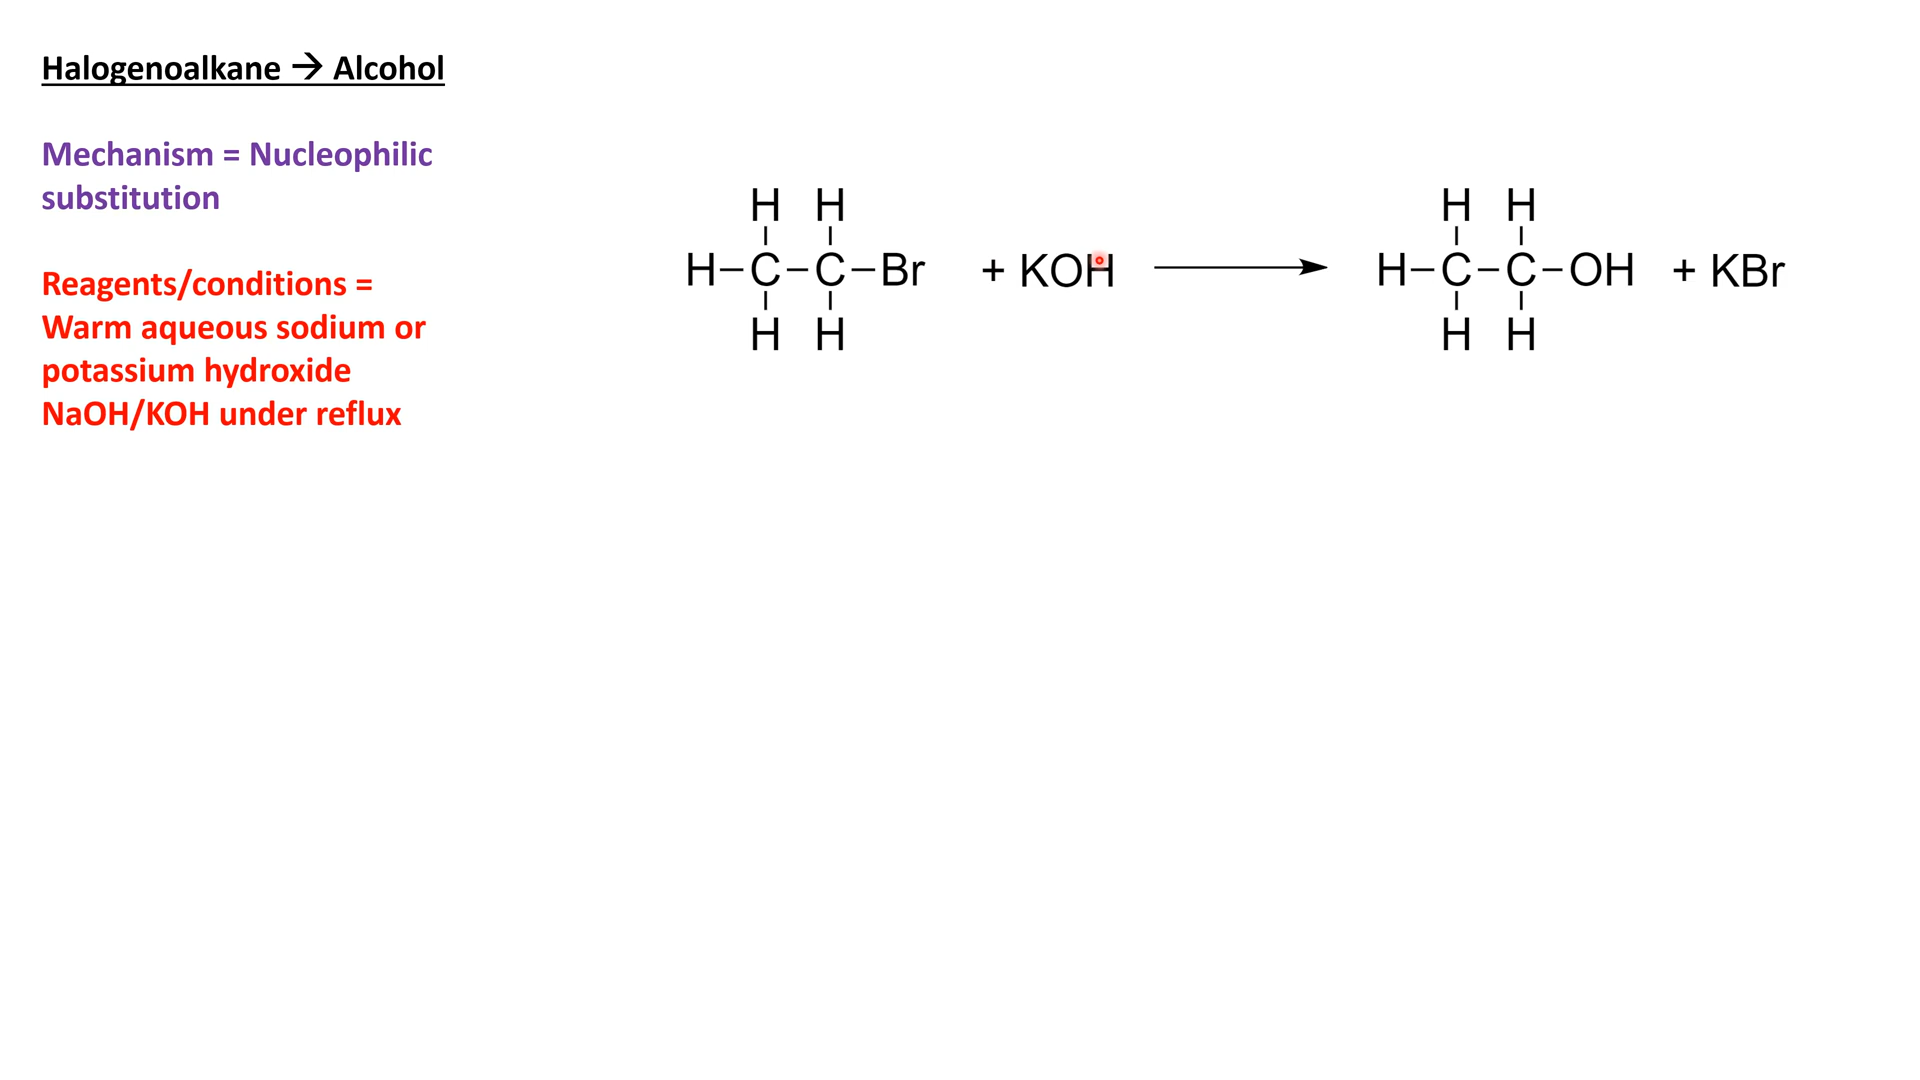 Halogenoalkane → Alcohol
Mechanism = Nucleophilic
substitution
Reagents/conditions =
Warm aqueous sodium or
potassium hydroxide
NaOH/KOH under reflux
H H H H
H–C–C–Br + KOH ⟶ H–C–C–OH + KBr
H H H H